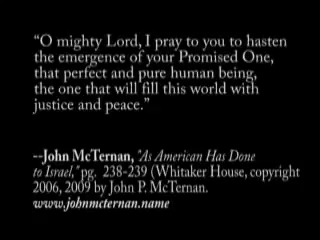 “O mighty Lord, I pray to you to hasten
the emergence of your Promised One,
that perfect and pure human being,
the one that will fill this world with
justice and peace.”
--John McTernan, "As American Has Done
to Israel," pg.  238-239 (Whitaker House, copyright
2006, 2009 by John P. McTernan.
www.johnmcternan.name